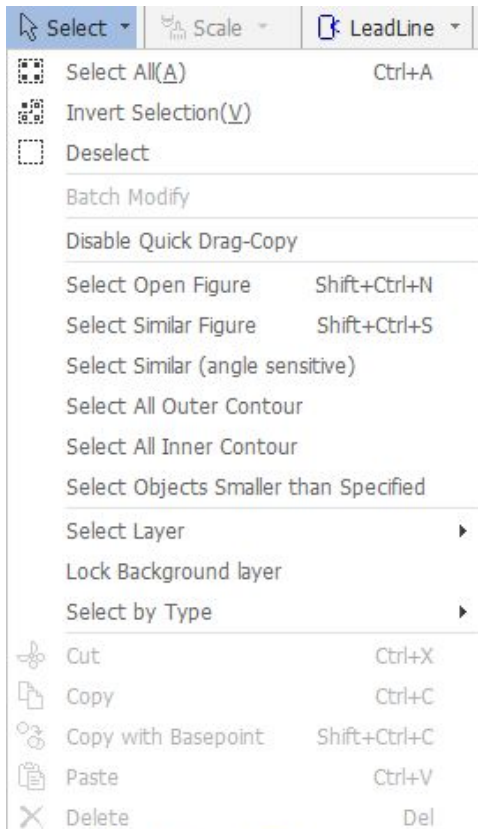 Select Scale LeadLine
Select All(A) Ctrl+A
Invert Selection(V)
Deselect
Batch Modify
Disable Quick Drag-Copy
Select Open Figure Shift+Ctrl+N
Select Similar Figure Shift+Ctrl+S
Select Similar (angle sensitive)
Select All Outer Contour
Select All Inner Contour
Select Objects Smaller than Specified
Select Layer
Lock Background layer
Select by Type
Cut Ctrl+X
Copy Ctrl+C
Copy with Basepoint Shift+Ctrl+C
Paste Ctrl+V
Delete Del